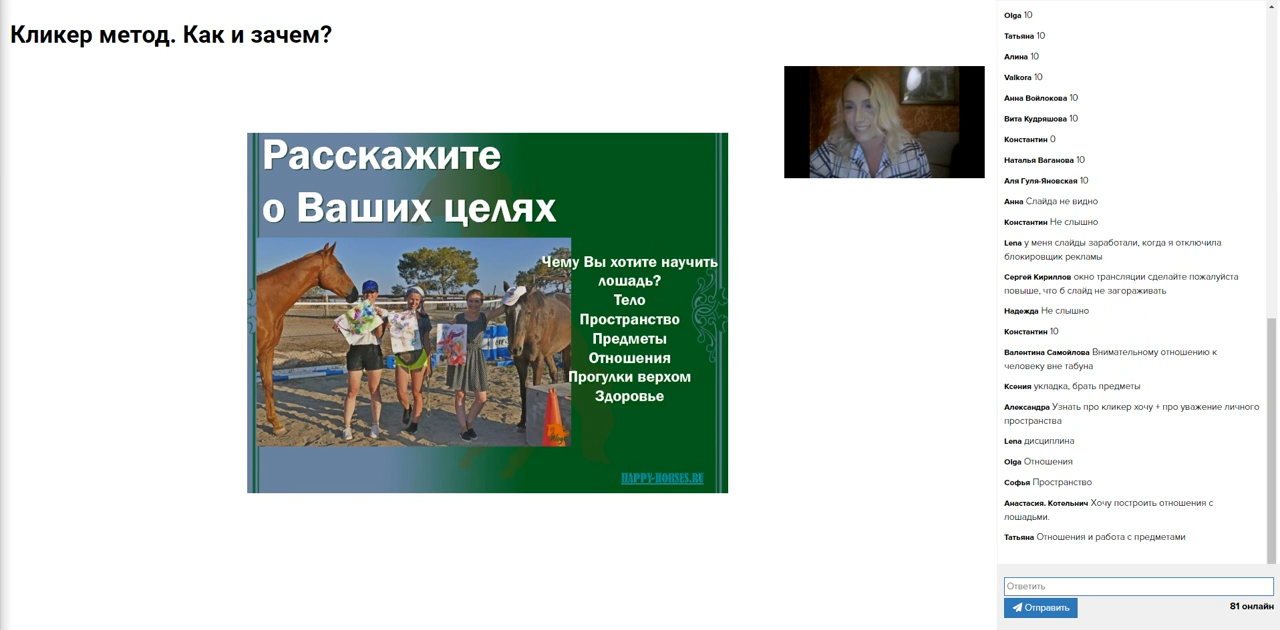 Кликер метод. Как и зачем?
Расскажите
о Ваших целях
Чему Вы хотите научить
лошадь?
Тело
Пространство
Предметы
Отношения
Прогулки верхом
Здоровье
HAPPY-HORSES.RU
Olga 10
Татьяна 10
Алина 10
Valkora 10
Анна Войлокова 10
Вита Кудряшова 10
Константин 0
Наталья Ваганова 10
Аля Гуля-Яновская 10
Анна Слайда не видно
Константин Не слышно
Lena у меня слайды заработали, когда я отключила
блокировщик рекламы
Сергей Кириллов окно трансляции сделайте пожалуйста
повыше, что б слайд не загораживать
Надежда Не слышно
Константин 10
Валентина Самойлова Внимательному отношению к
человеку вне табуна
Ксения укладка, брать предметы
Александра Узнать про кликер хочу + про уважение личного
пространства
Lena дисциплина
Olga Отношения
Софья Пространство
Анастасия. Котельнич Хочу построить отношения с
лошадьми.
Татьяна Отношения и работа с предметами
Ответить
Отправить
81 онлайн